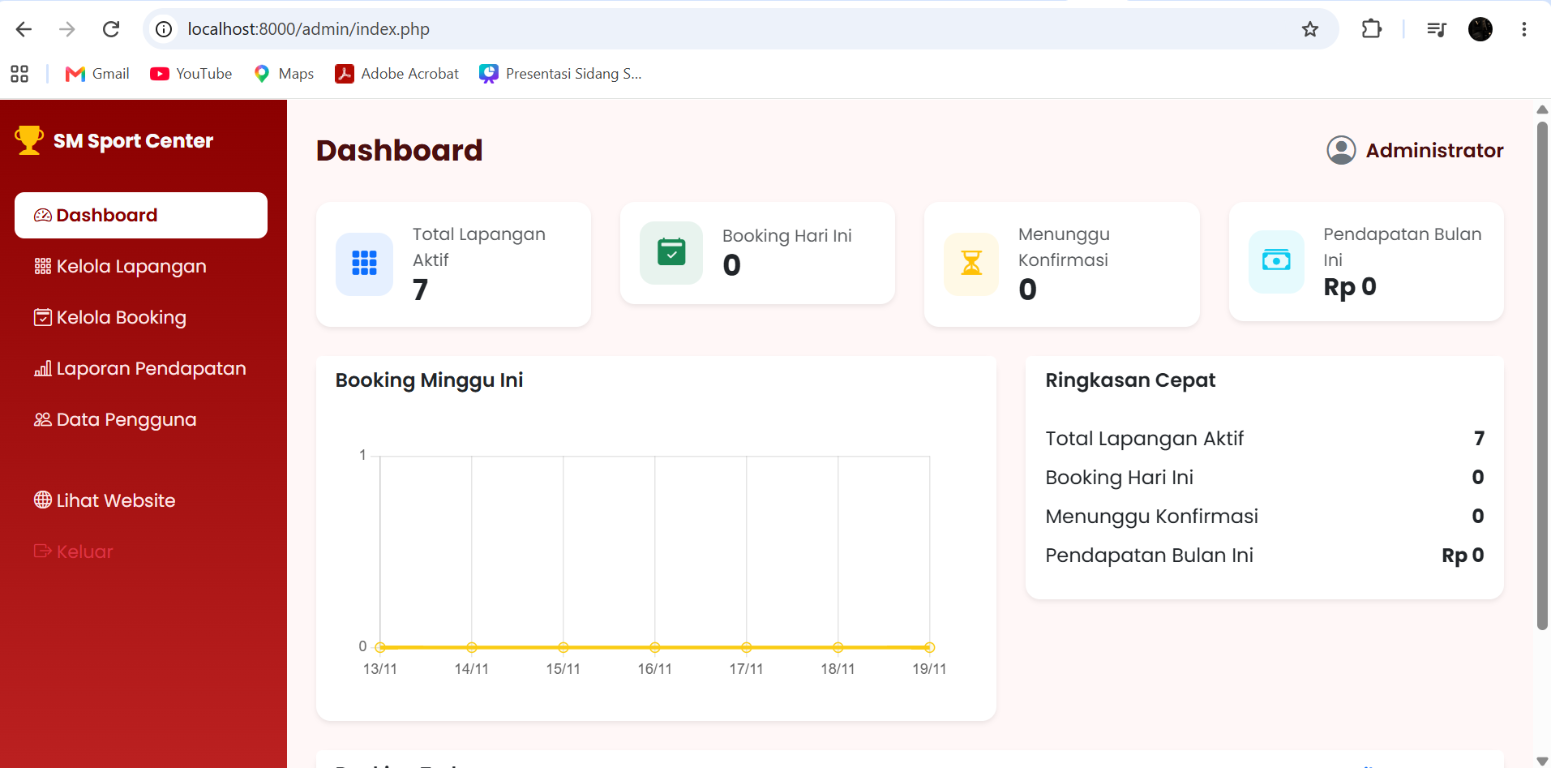 localhost:8000/admin/index.php
Gmail YouTube Maps Adobe Acrobat Presentasi Sidang S...
SM Sport Center
Dashboard
Kelola Lapangan
Kelola Booking
Laporan Pendapatan
Data Pengguna
Lihat Website
Keluar
Dashboard
Administrator
Total Lapangan
Aktif
7
Booking Hari Ini
0
Menunggu
Konfirmasi
0
Pendapatan Bulan
Ini
Rp 0
Booking Minggu Ini
1
0
13/11 14/11 15/11 16/11 17/11 18/11 19/11
Ringkasan Cepat
Total Lapangan Aktif 7
Booking Hari Ini 0
Menunggu Konfirmasi 0
Pendapatan Bulan Ini Rp 0